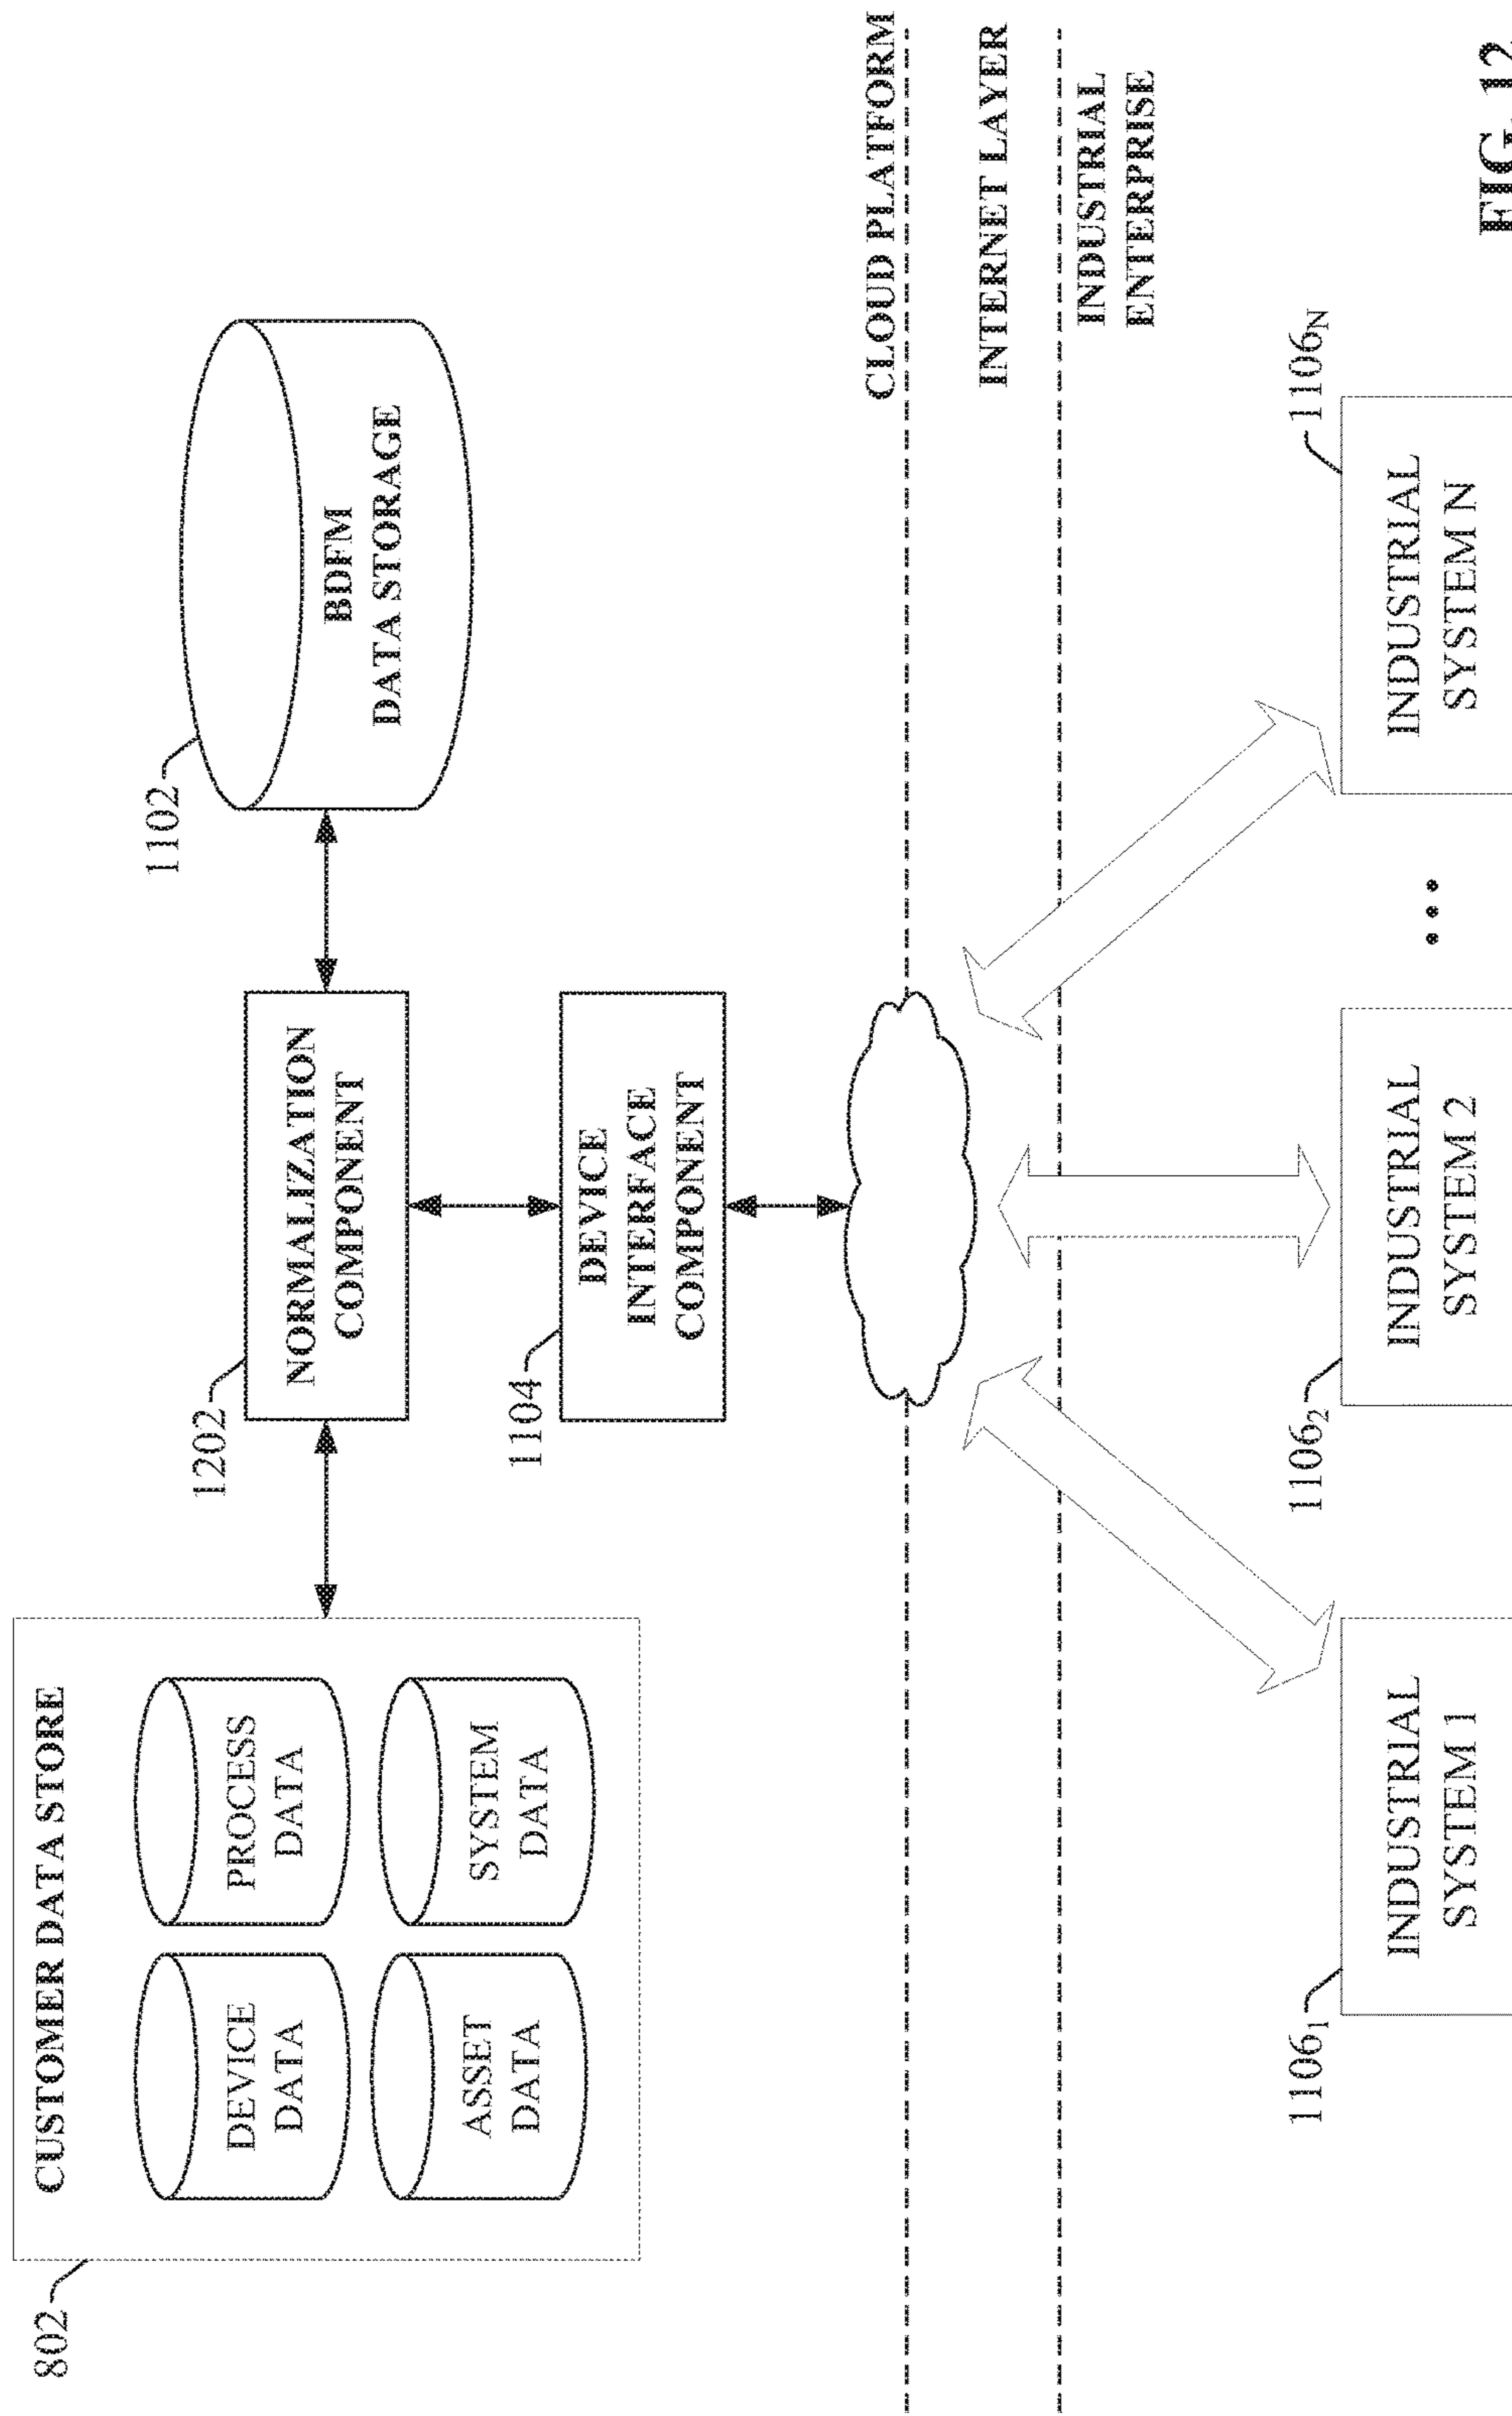 802
CUSTOMER DATA STORE
DEVICE
DATA
PROCESS
DATA
ASSET
DATA
SYSTEM
DATA
1202
NORMALIZATION
COMPONENT
1102
BDFM
DATA STORAGE
1104
DEVICE
INTERFACE
COMPONENT
CLOUD PLATFORM
INTERNET LAYER
INDUSTRIAL
ENTERPRISE
1106₁
INDUSTRIAL
SYSTEM 1
1106₂
INDUSTRIAL
SYSTEM 2
...
1106N
INDUSTRIAL
SYSTEM N
FIG. 12